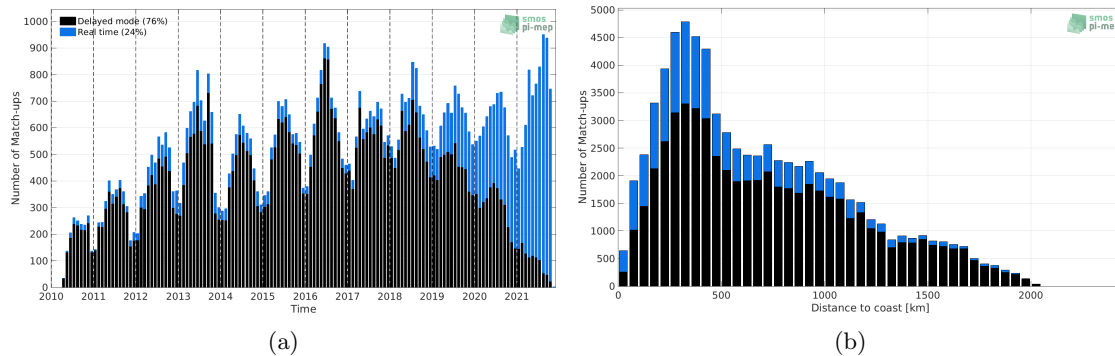 Delayed mode (76%)
Real time (24%)
smos
pi-mep
1000
900
800
700
600
500
400
300
200
100
0
Number of Match-ups
2010 2011 2012 2013 2014 2015 2016 2017 2018 2019 2020 2021
Time
(a)
smos
pi-mep
5000
4500
4000
3500
3000
2500
2000
1500
1000
500
0
Number of Match-ups
0 500 1000 1500 2000
Distance to coast [km]
(b)